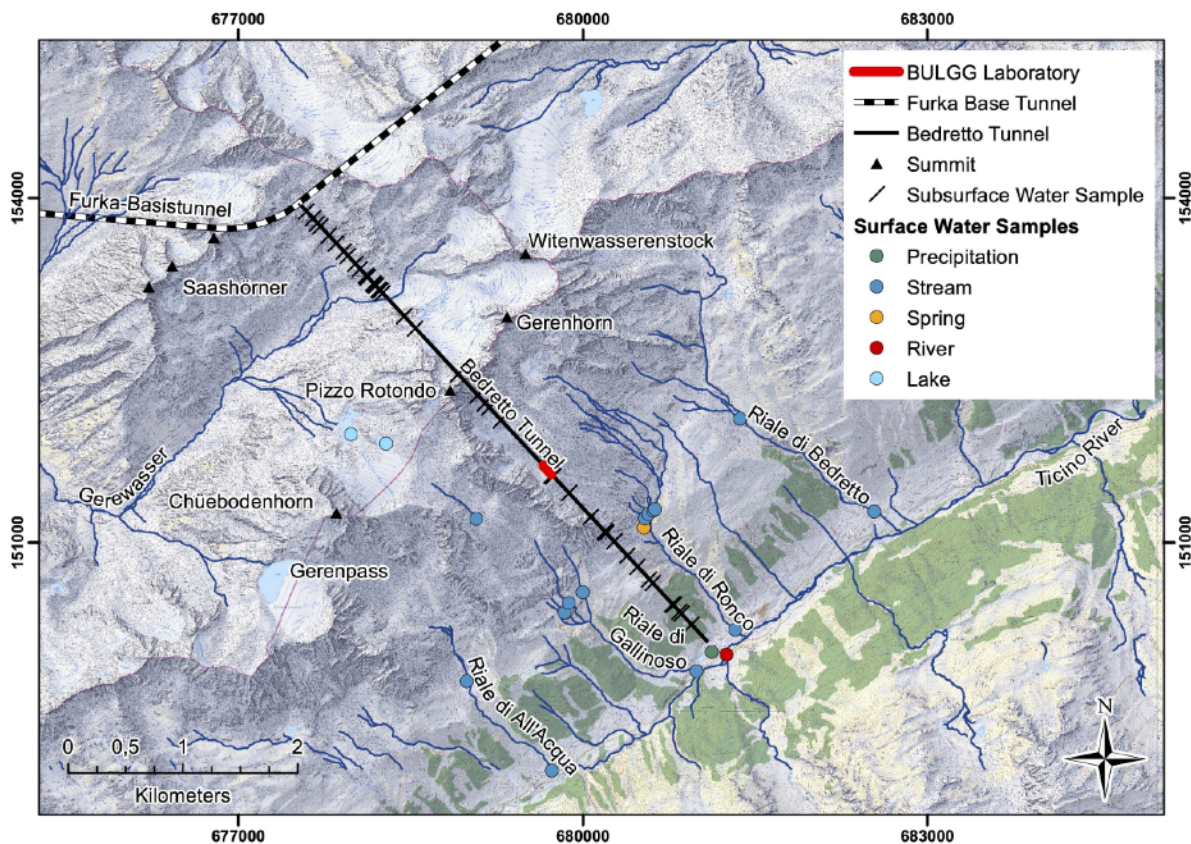 677000
680000
683000
BULGG Laboratory
Furka Base Tunnel
Bedretto Tunnel
Summit
Subsurface Water Sample
Surface Water Samples
Precipitation
Stream
Spring
River
Lake
154000
154000
Furka-Basistunnel
Witenwasserenstock
Saashörner
Gerenhorn
Pizzo Rotondo
Bedretto Tunnel
Riale di Bedretto
Ticino River
Gerewasser
Chüebodenhorn
151000
151000
Gerenpass
Riale di Ronco
Riale di
Gallinoso
Riale di All'Acqua
N
0 0,5 1 2
Kilometers
677000
680000
683000